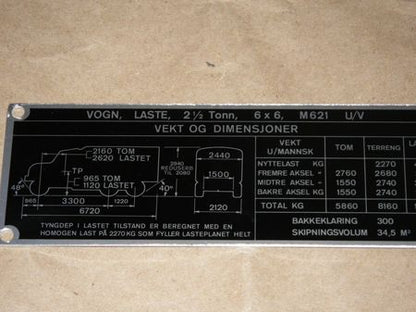 VOGN, LASTE, 2½ Tonn, 6 x 6, M621 U/V
VEKT OG DIMENSJONER
2160 TOM
2620 LASTET
TP
965 TOM
1120 LASTET
48°
40°
965
3300
1220
6720
2840
REDUSERB
TIL 2080
2440
1500
2120
TYNGDEP I LASTET TILSTAND ER BEREGNET MED EN
HOMOGEN LAST PÅ 2270 KG SOM FYLLER LASTEPLANET HELT
VEKT U/MANNSK TOM TERRENG
NYTTELAST KG 2270
FREMRE AKSEL – 2760 2680
MIDTRE AKSEL – 1550 2740
BAKRE AKSEL KG 1550 2740
TOTAL KG 5860 8160
BAKKEKLARING 300
SKIPNINGSVOLUM 34,5 M³